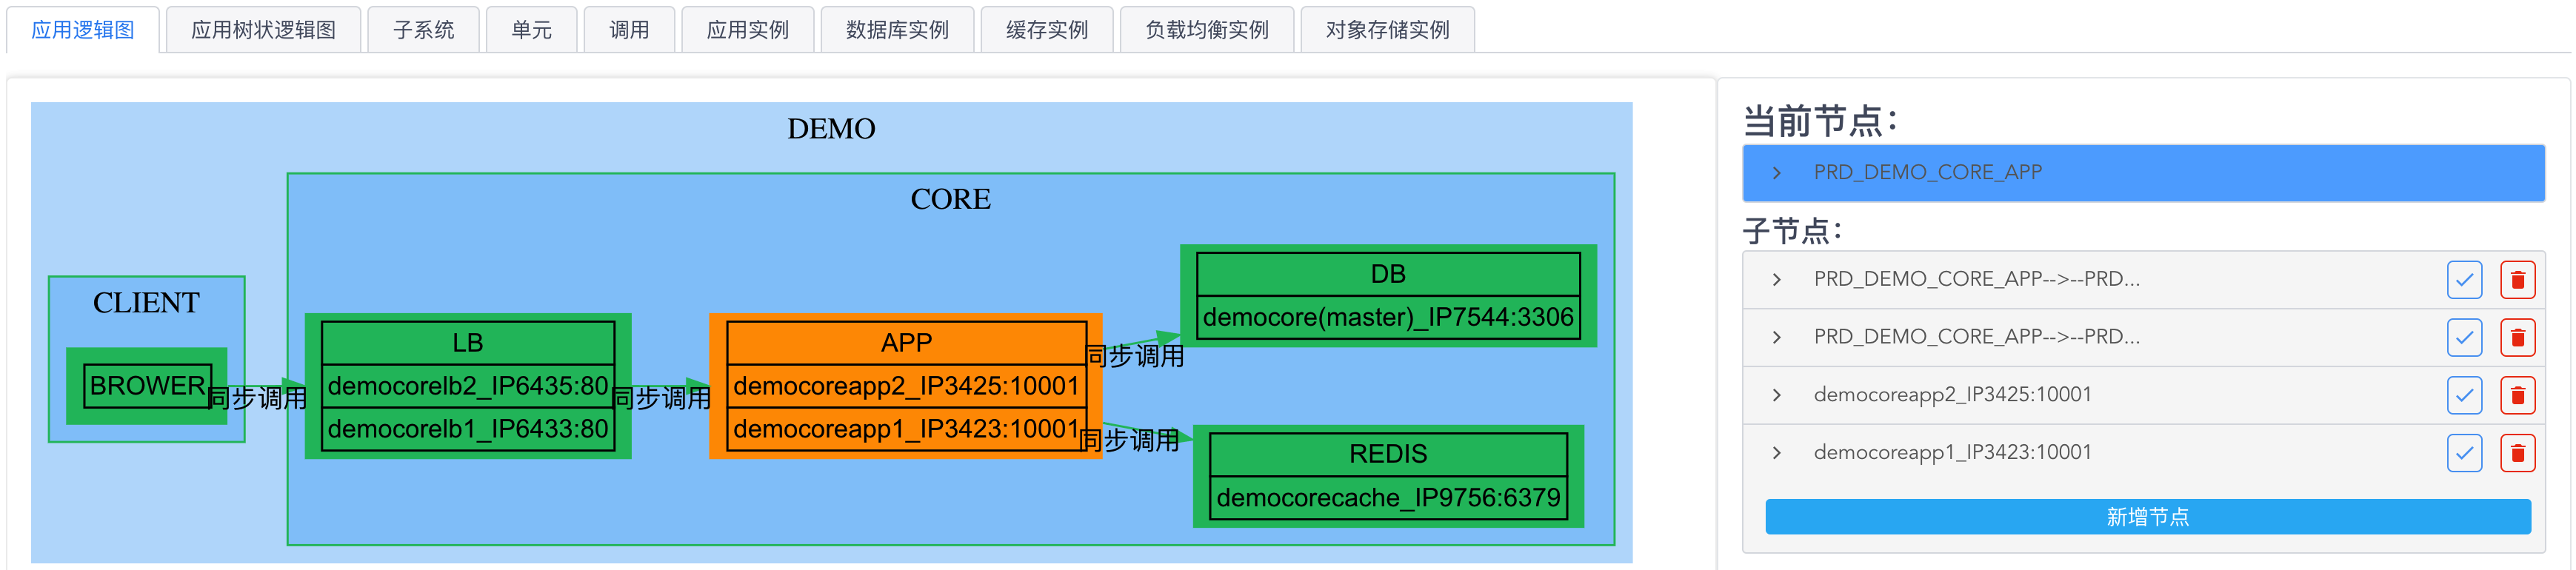 应用逻辑图 应用树状逻辑图 子系统 单元 调用 应用实例 数据库实例 缓存实例 负载均衡实例 对象存储实例
DEMO
CORE
CLIENT
BROWER
同步调用
LB
democorelb2_IP6435:80
democorelb1_IP6433:80
同步调用
APP
democoreapp2_IP3425:10001
democoreapp1_IP3423:10001
同步调用
同步调用
DB
democore(master)_IP7544:3306
REDIS
democorecache_IP9756:6379
当前节点：
PRD_DEMO_CORE_APP
子节点：
PRD_DEMO_CORE_APP-->--PRD...
PRD_DEMO_CORE_APP-->--PRD...
democoreapp2_IP3425:10001
democoreapp1_IP3423:10001
新增节点